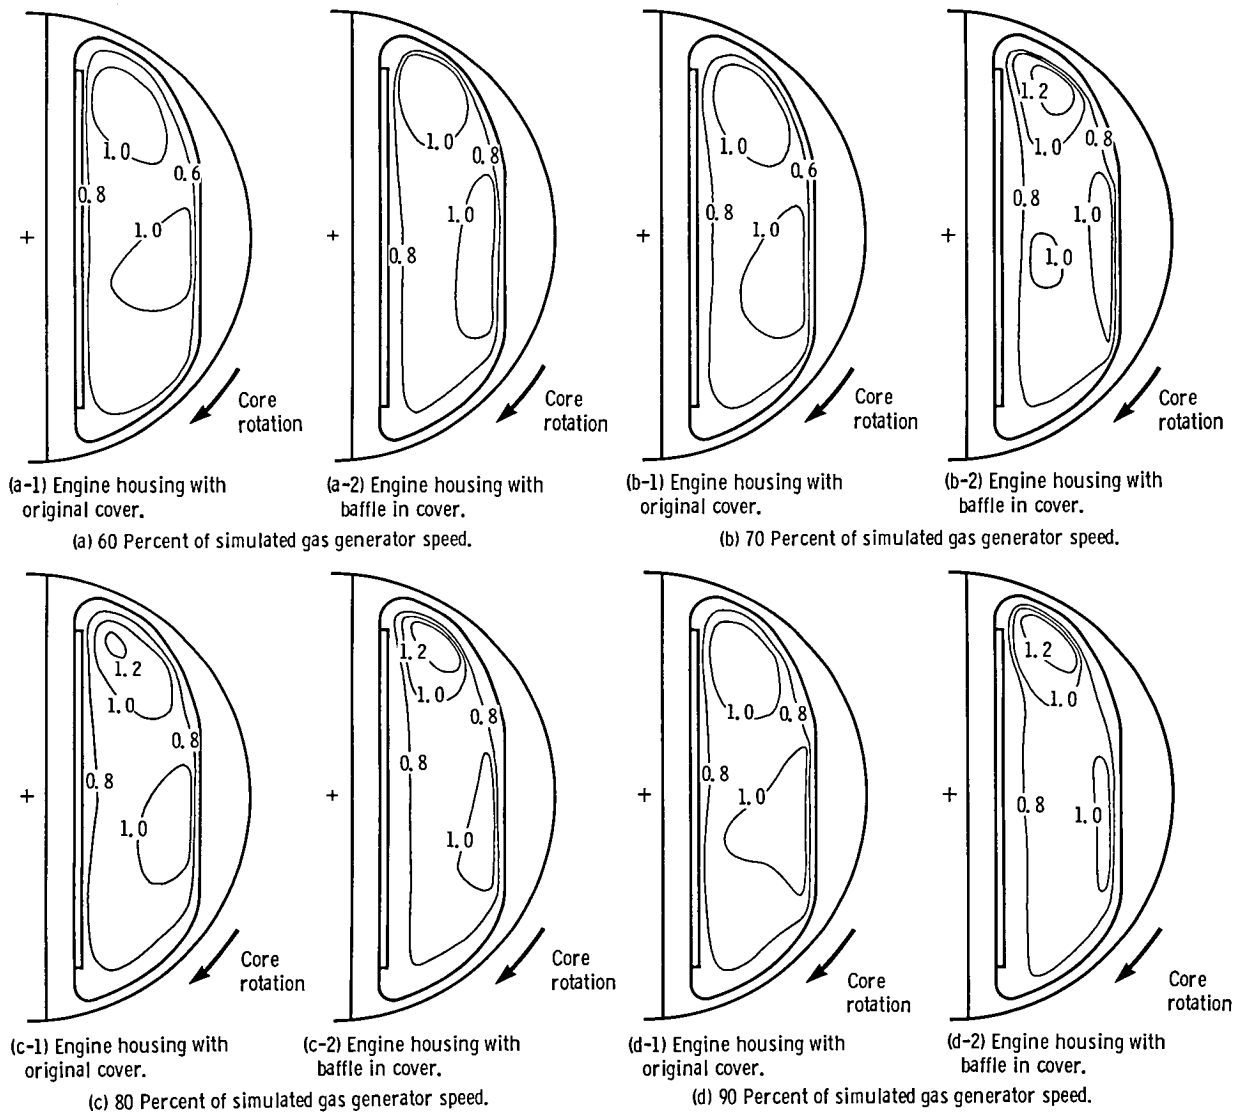 1.0
0.6
0.8
1.0
+
Core
rotation
(a-1) Engine housing with
original cover.
1.0
0.8
1.0
0.8
+
Core
rotation
(a-2) Engine housing with
baffle in cover.
(a) 60 Percent of simulated gas generator speed.
1.0
0.6
0.8
1.0
+
Core
rotation
(b-1) Engine housing with
original cover.
1.2
1.0
0.8
0.8
1.0
1.0
+
Core
rotation
(b-2) Engine housing with
baffle in cover.
(b) 70 Percent of simulated gas generator speed.
1.2
1.0
0.8
0.8
1.0
+
Core
rotation
(c-1) Engine housing with
original cover.
1.2
1.0
0.8
0.8
1.0
+
Core
rotation
(c-2) Engine housing with
baffle in cover.
(c) 80 Percent of simulated gas generator speed.
1.0
0.8
0.8
1.0
+
Core
rotation
(d-1) Engine housing with
original cover.
1.2
1.0
0.8
1.0
+
Core
rotation
(d-2) Engine housing with
baffle in cover.
(d) 90 Percent of simulated gas generator speed.